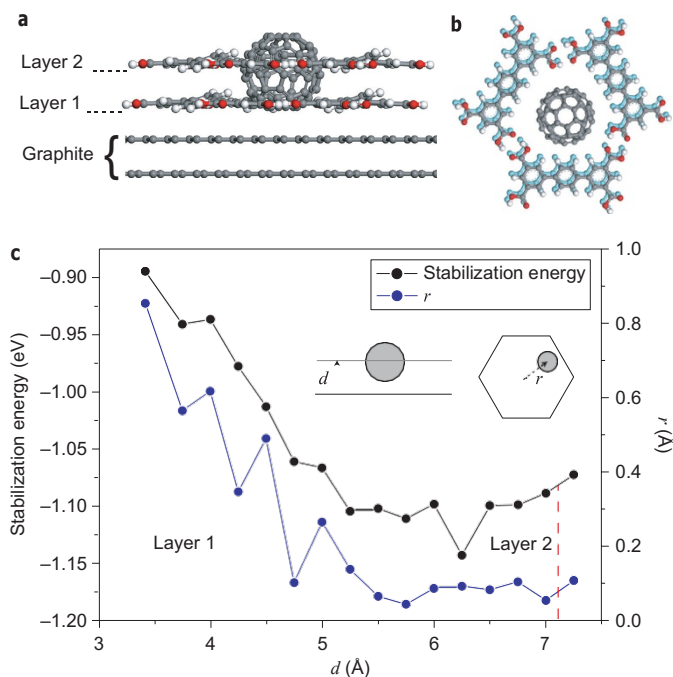 a
Layer 2
Layer 1
Graphite
b
c
Stabilization energy
r
d
r
Layer 1
Layer 2
−0.90
−0.95
−1.00
−1.05
−1.10
−1.15
−1.20
Stabilization energy (eV)
1.0
0.8
0.6
0.4
0.2
0.0
r (Å)
3 4 5 6 7
d (Å)